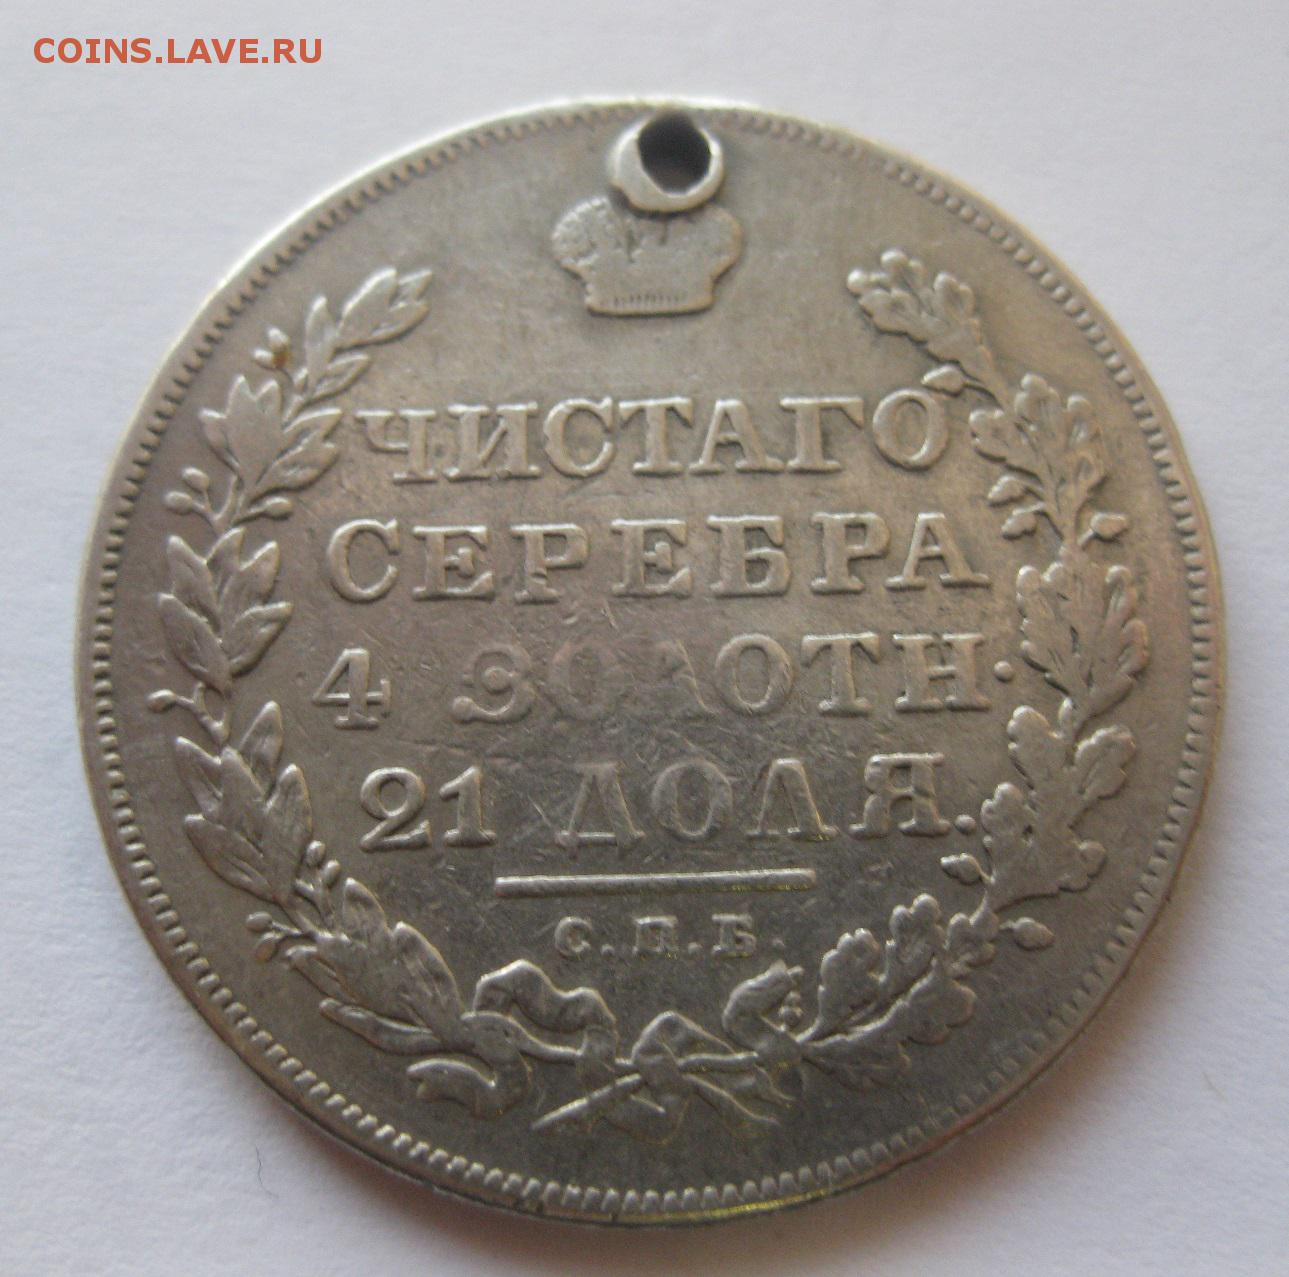 COINS.LAVE.RU
ЧИСТАГО
СЕРЕБРА
4 ЗОЛОТН.
21 ДОЛЯ.
С.П.Б.